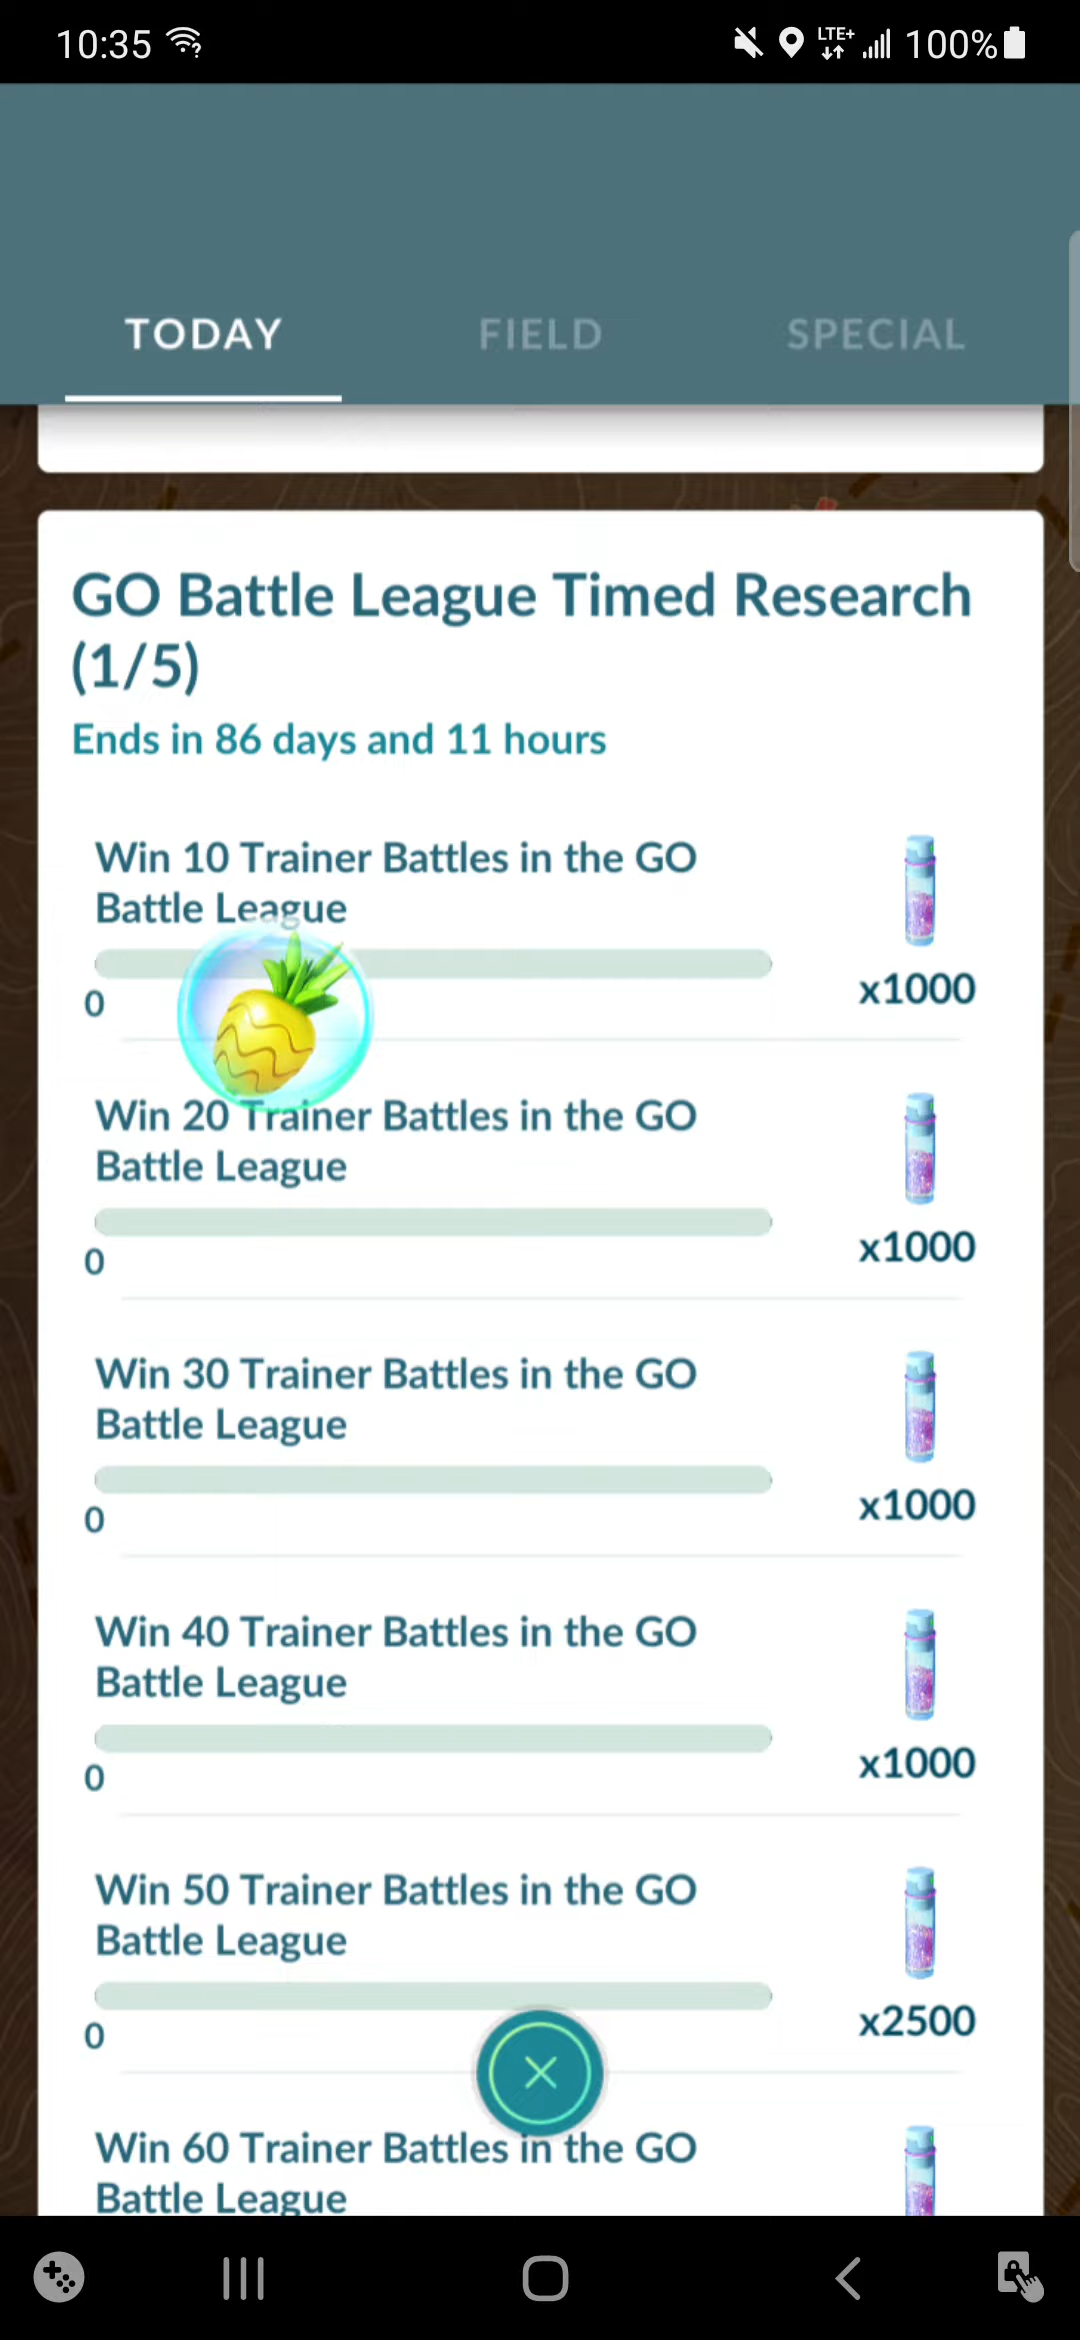 10:35
LTE+
100%
TODAY
FIELD
SPECIAL
GO Battle League Timed Research
(1/5)
Ends in 86 days and 11 hours
Win 10 Trainer Battles in the GO
Battle League
0
x1000
Win 20 Trainer Battles in the GO
Battle League
0
x1000
Win 30 Trainer Battles in the GO
Battle League
0
x1000
Win 40 Trainer Battles in the GO
Battle League
0
x1000
Win 50 Trainer Battles in the GO
Battle League
0
x2500
Win 60 Trainer Battles in the GO
Battle League